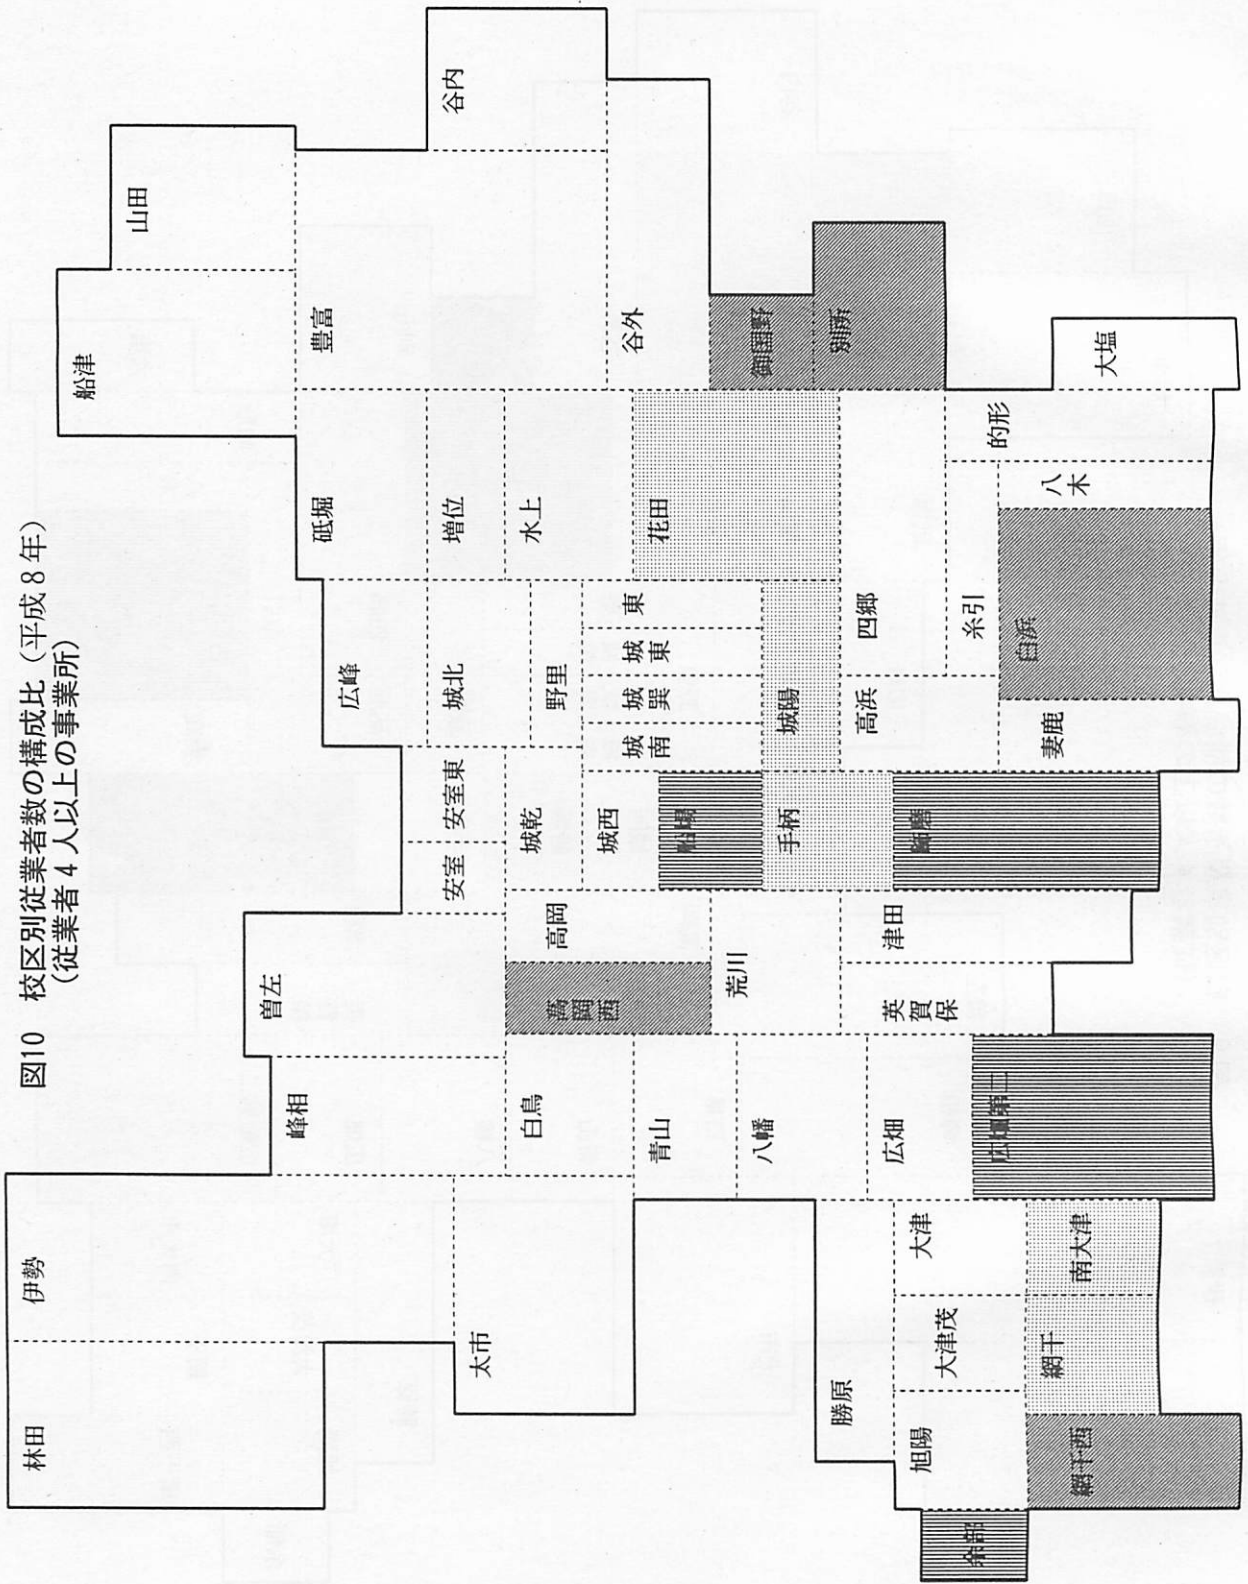 図10 校区別従業者数の構成比（平成8年）
（従業者4人以上の事業所）
林田
伊勢
太市
峰相
曽左
白鳥
青山
八幡
広畑
広畑第二
勝原
大津
大津茂
旭陽
南大津
網干
網干西
余部
安室
安室東
高岡
高岡西
荒川
津田
英賀保
城乾
城西
船場
手柄
飾磨
広峰
城北
野里
東
城東
城巽
城南
城陽
船津
山田
豊富
谷内
谷外
砥堀
増位
水上
花田
御国野
別所
四郷
高浜
糸引
妻鹿
白浜
八木
的形
大塩